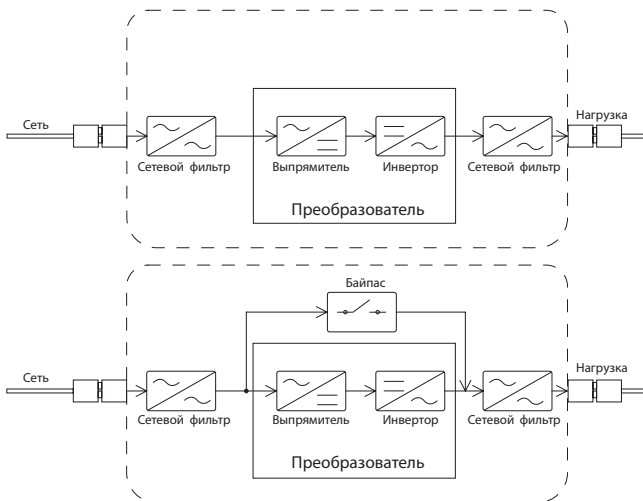 Сеть
Нагрузка
Сетевой фильтр
Выпрямитель
Инвертор
Сетевой фильтр
Преобразователь
Байпас
Сеть
Нагрузка
Сетевой фильтр
Выпрямитель
Инвертор
Сетевой фильтр
Преобразователь